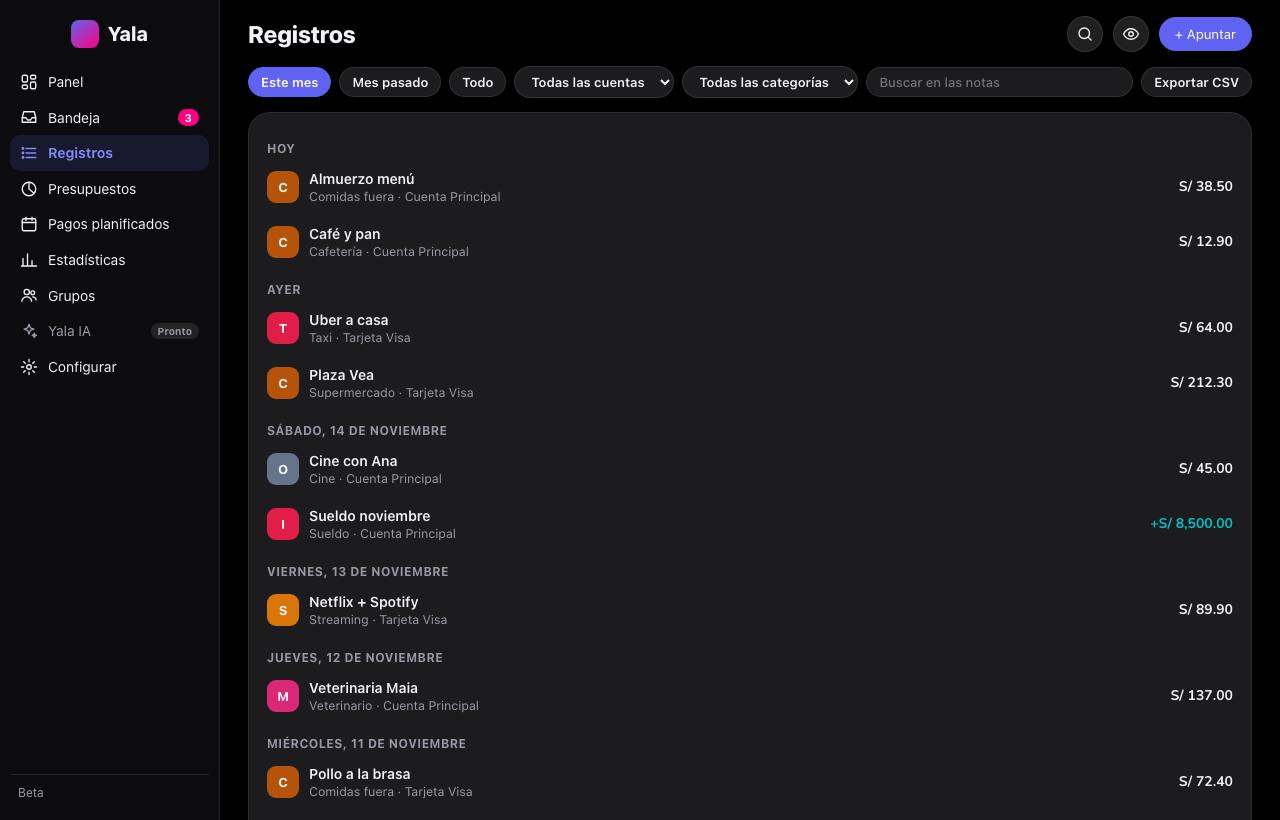 Yala
Panel
Bandeja 3
Registros
Presupuestos
Pagos planificados
Estadísticas
Grupos
Yala IA Pronto
Configurar
Beta
Registros
+ Apuntar
Este mes Mes pasado Todo Todas las cuentas Todas las categorías Buscar en las notas Exportar CSV
HOY
C Almuerzo menú S/ 38.50
Comidas fuera · Cuenta Principal
C Café y pan S/ 12.90
Cafetería · Cuenta Principal
AYER
T Uber a casa S/ 64.00
Taxi · Tarjeta Visa
C Plaza Vea S/ 212.30
Supermercado · Tarjeta Visa
SÁBADO, 14 DE NOVIEMBRE
O Cine con Ana S/ 45.00
Cine · Cuenta Principal
I Sueldo noviembre +S/ 8,500.00
Sueldo · Cuenta Principal
VIERNES, 13 DE NOVIEMBRE
S Netflix + Spotify S/ 89.90
Streaming · Tarjeta Visa
JUEVES, 12 DE NOVIEMBRE
M Veterinaria Maia S/ 137.00
Veterinario · Cuenta Principal
MIÉRCOLES, 11 DE NOVIEMBRE
C Pollo a la brasa S/ 72.40
Comidas fuera · Tarjeta Visa